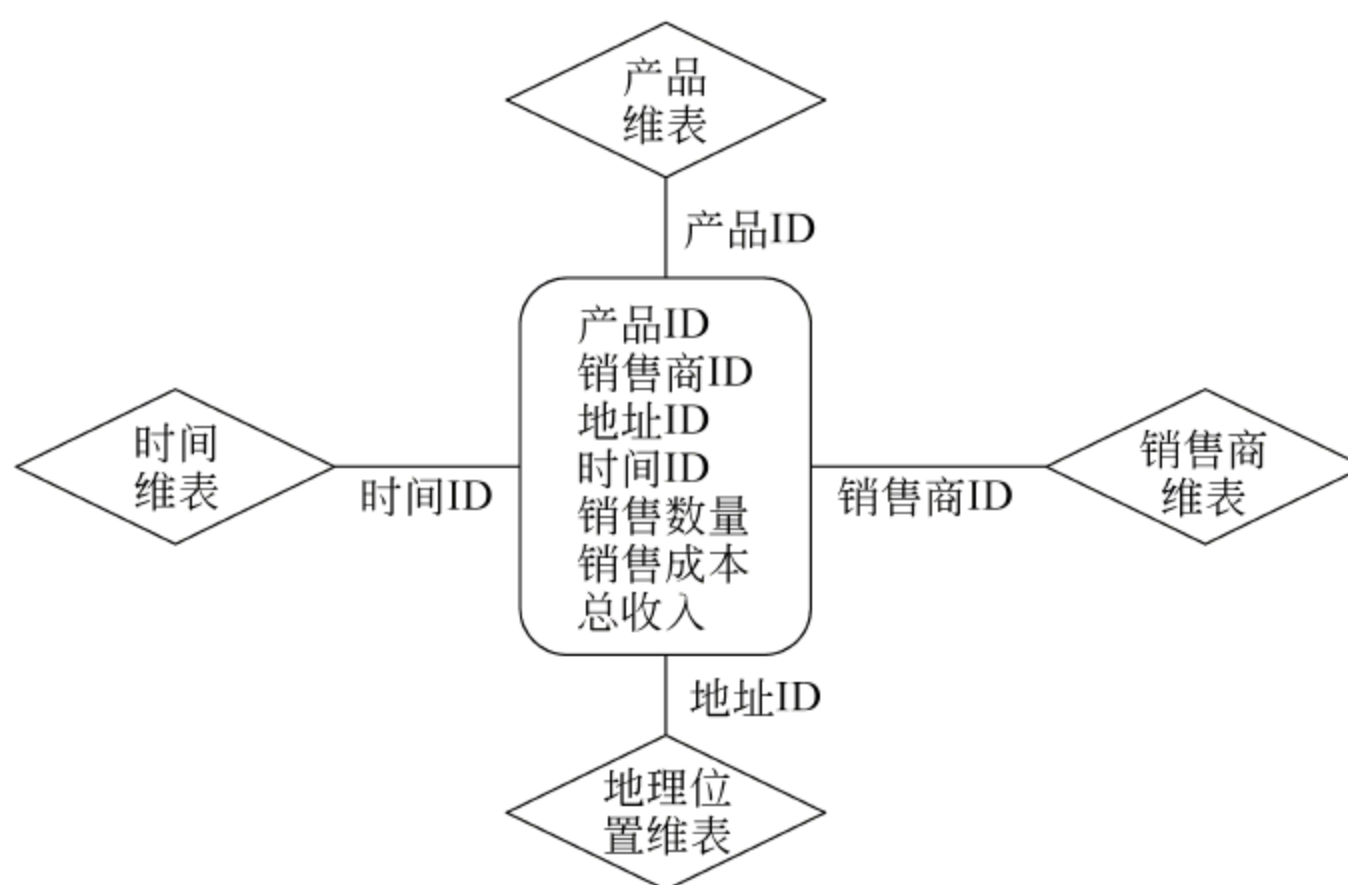 产品
维表
产品ID
产品ID
销售商ID
地址ID
时间ID
销售数量
销售成本
总收入
时间
维表
时间ID
销售商ID
销售商
维表
地址ID
地理位
置维表